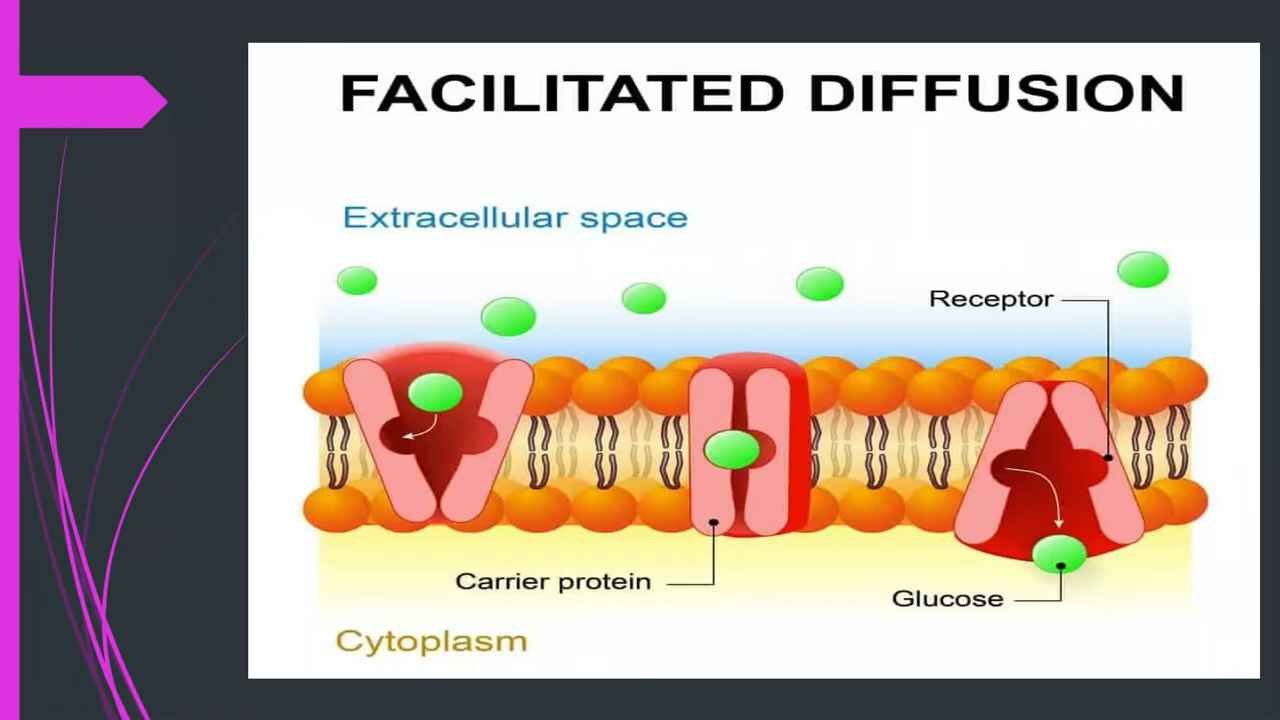 FACILITATED DIFFUSION
Extracellular space
Receptor
Carrier protein
Glucose
Cytoplasm